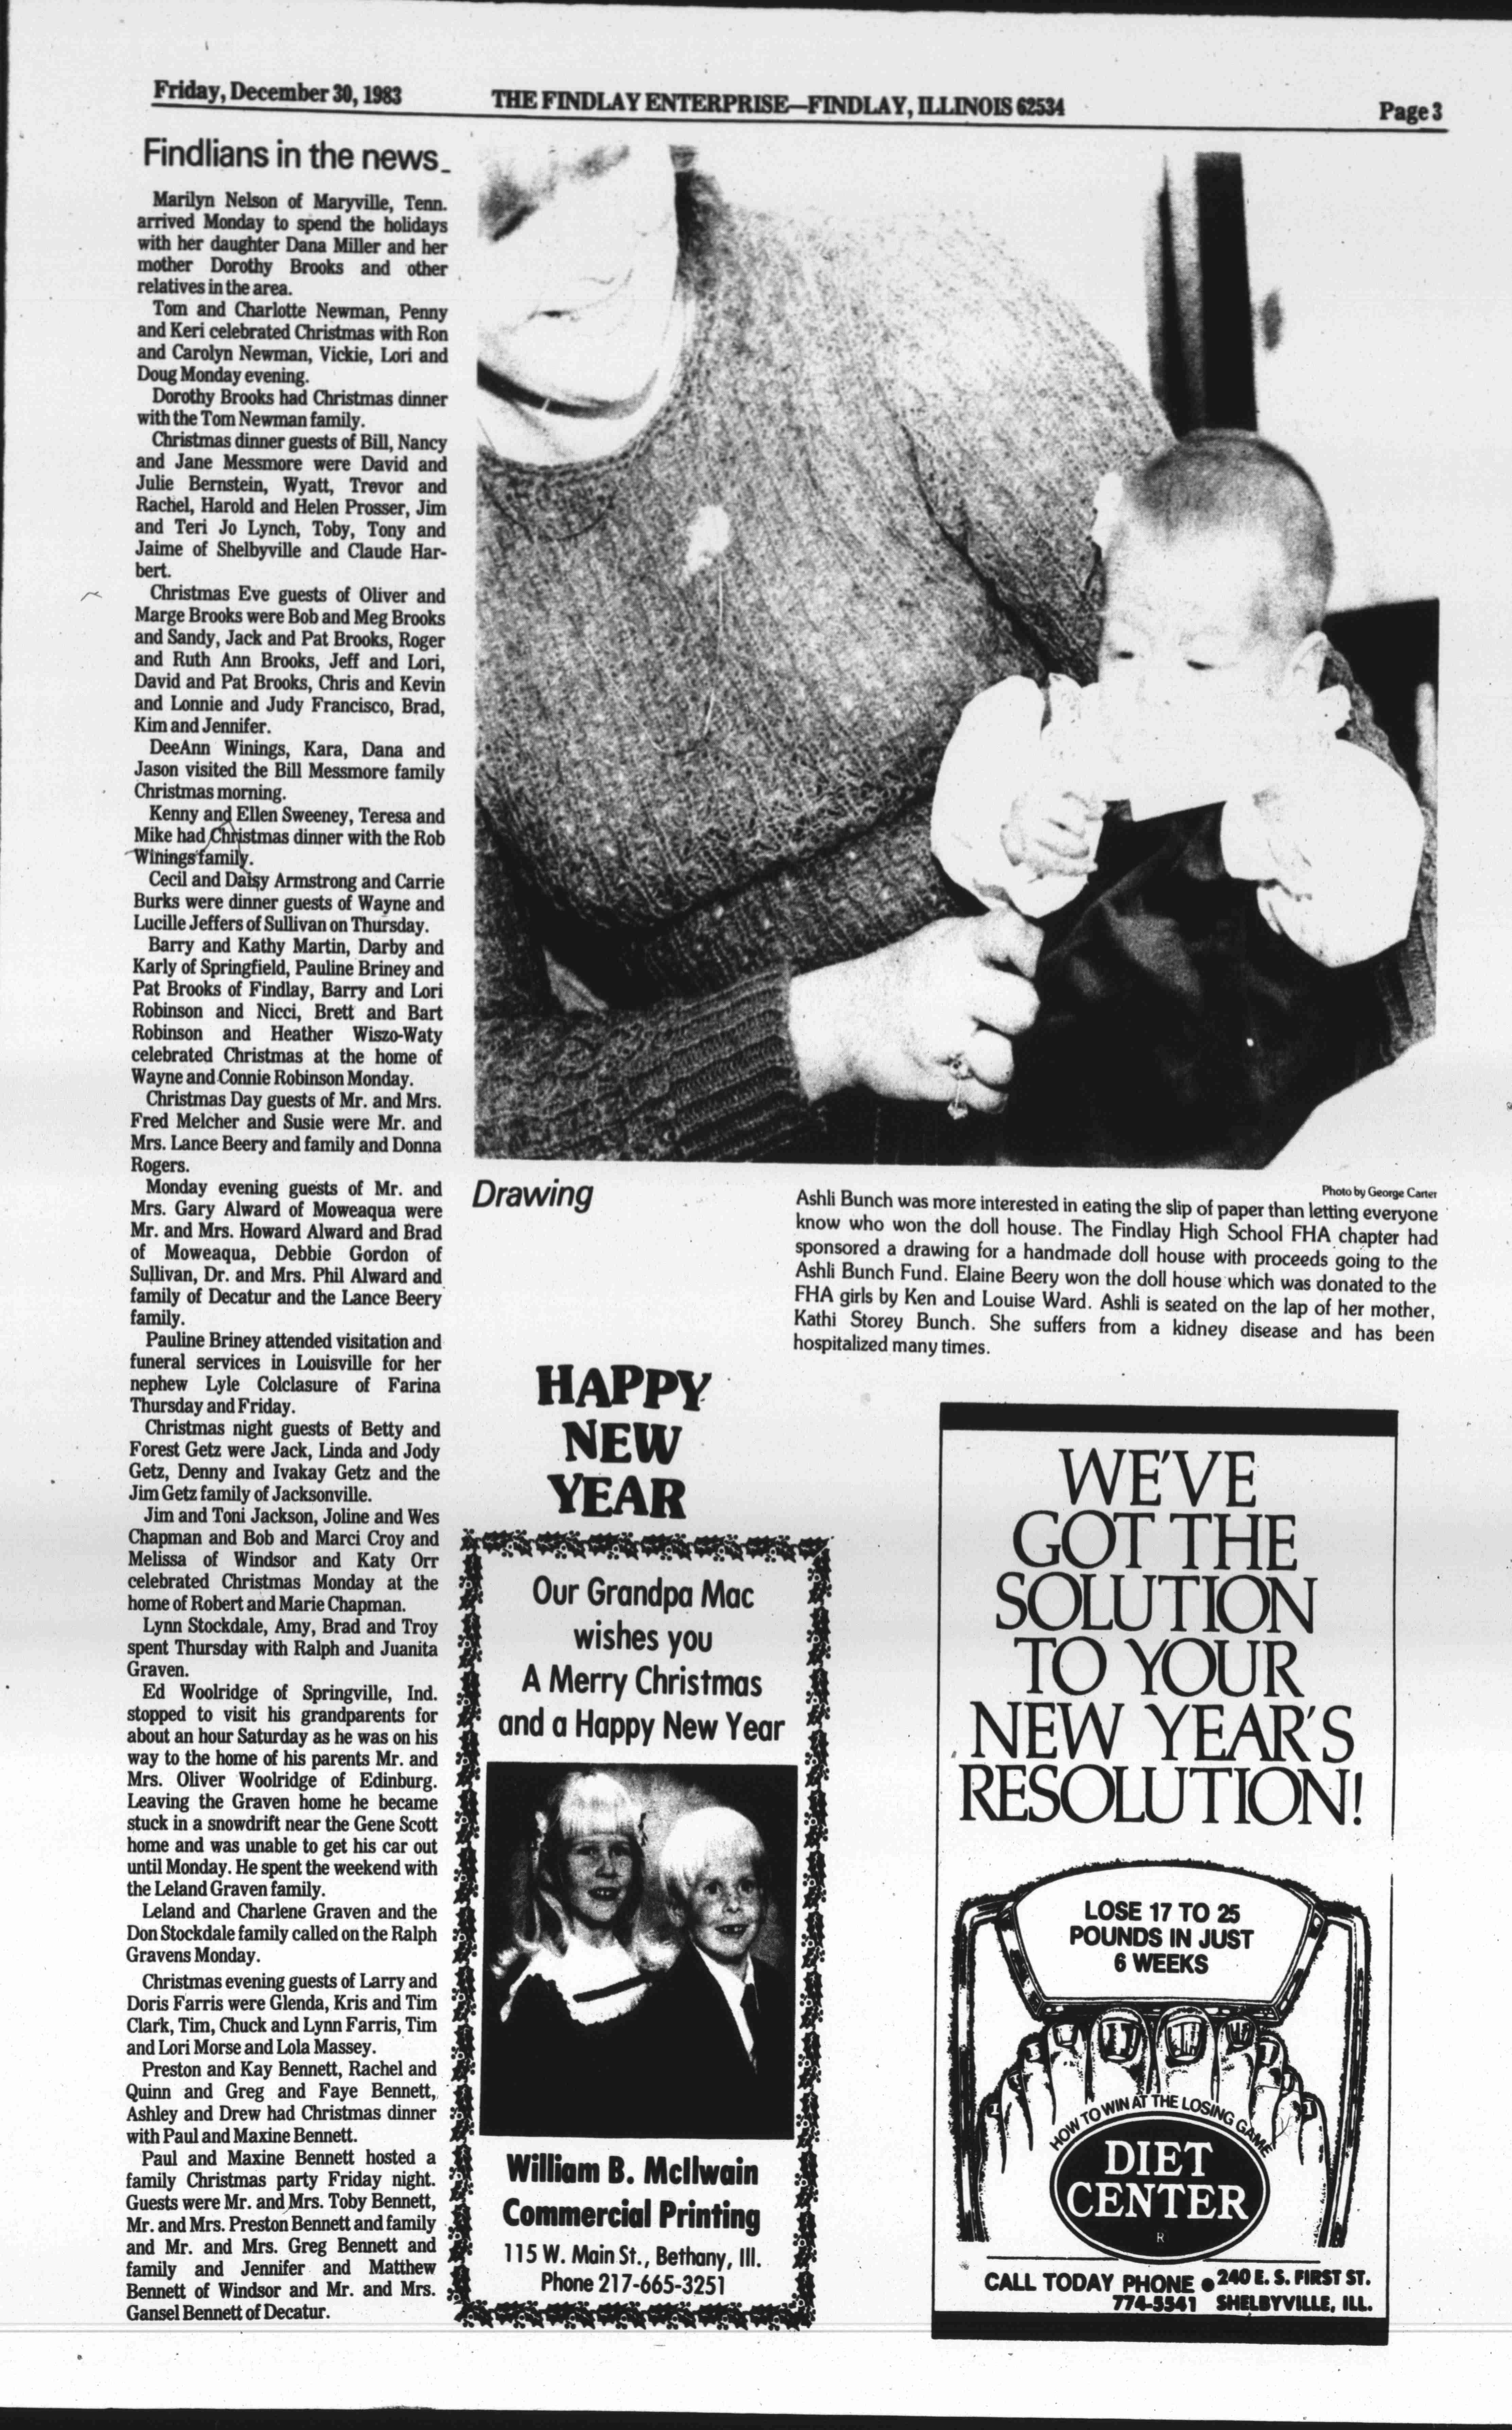 Friday, December 30, 1983
THE FINDLAY ENTERPRISE—FINDLAY, ILLINOIS 62534
Page 3
Findlians in the news
Marilyn Nelson of Maryville, Tenn.
arrived Monday to spend the holidays
with her daughter Dana Miller and her
mother Dorothy Brooks and other
relatives in the area.
Tom and Charlotte Newman, Penny
and Keri celebrated Christmas with Ron
and Carolyn Newman, Vickie, Lori and
Doug Monday evening.
Dorothy Brooks had Christmas dinner
with the Tom Newman family.
Christmas dinner guests of Bill, Nancy
and Jane Messmore were David and
Julie Bernstein, Wyatt, Trevor and
Rachel, Harold and Helen Prosser, Jim
and Teri Jo Lynch, Toby, Tony and
Jaime of Shelbyville and Claude Har-
bert.
Christmas Eve guests of Oliver and
Marge Brooks were Bob and Meg Brooks
and Sandy, Jack and Pat Brooks, Roger
and Ruth Ann Brooks, Jeff and Lori,
David and Pat Brooks, Chris and Kevin
and Lonnie and Judy Francisco, Brad,
Kim and Jennifer.
DeeAnn Winings, Kara, Dana and
Jason visited the Bill Messmore family
Christmas morning.
Kenny and Ellen Sweeney, Teresa and
Mike had Christmas dinner with the Rob
Winings family.
Cecil and Daisy Armstrong and Carrie
Burks were dinner guests of Wayne and
Lucille Jeffers of Sullivan on Thursday.
Barry and Kathy Martin, Darby and
Karly of Springfield, Pauline Briney and
Pat Brooks of Findlay, Barry and Lori
Robinson and Nicci, Brett and Bart
Robinson and Heather Wiszo-Waty
celebrated Christmas at the home of
Wayne and Connie Robinson Monday.
Christmas Day guests of Mr. and Mrs.
Fred Melcher and Susie were Mr. and
Mrs. Lance Beery and family and Donna
Rogers.
Monday evening guests of Mr. and
Mrs. Gary Alward of Moweaqua were
Mr. and Mrs. Howard Alward and Brad
of Moweaqua, Debbie Gordon of
Sullivan, Dr. and Mrs. Phil Alward and
family of Decatur and the Lance Beery
family.
Pauline Briney attended visitation and
funeral services in Louisville for her
nephew Lyle Colclasure of Farina
Thursday and Friday.
Christmas night guests of Betty and
Forest Getz were Jack, Linda and Jody
Getz, Denny and Ivakay Getz and the
Jim Getz family of Jacksonville.
Jim and Toni Jackson, Joline and Wes
Chapman and Bob and Marci Croy and
Melissa of Windsor and Katy Orr
celebrated Christmas Monday at the
home of Robert and Marie Chapman.
Lynn Stockdale, Amy, Brad and Troy
spent Thursday with Ralph and Juanita
Graven.
Ed Woolridge of Springville, Ind.
stopped to visit his grandparents for
about an hour Saturday as he was on his
way to the home of his parents Mr. and
Mrs. Oliver Woolridge of Edinburg.
Leaving the Graven home he became
stuck in a snowdrift near the Gene Scott
home and was unable to get his car out
until Monday. He spent the weekend with
the Leland Graven family.
Leland and Charlene Graven and the
Don Stockdale family called on the Ralph
Gravens Monday.
Christmas evening guests of Larry and
Doris Farris were Glenda, Kris and Tim
Clark, Tim, Chuck and Lynn Farris, Tim
and Lori Morse and Lola Massey.
Preston and Kay Bennett, Rachel and
Quinn and Greg and Faye Bennett,
Ashley and Drew had Christmas dinner
with Paul and Maxine Bennett.
Paul and Maxine Bennett hosted a
family Christmas party Friday night.
Guests were Mr. and Mrs. Toby Bennett,
Mr. and Mrs. Preston Bennett and family
and Mr. and Mrs. Greg Bennett and
family and Jennifer and Matthew
Bennett of Windsor and Mr. and Mrs.
Gansel Bennett of Decatur.
Drawing
Photo by George Carter
Ashli Bunch was more interested in eating the slip of paper than letting everyone
know who won the doll house. The Findlay High School FHA chapter had
sponsored a drawing for a handmade doll house with proceeds going to the
Ashli Bunch Fund. Elaine Beery won the doll house which was donated to the
FHA girls by Ken and Louise Ward. Ashli is seated on the lap of her mother,
Kathi Storey Bunch. She suffers from a kidney disease and has been
hospitalized many times.
HAPPY
NEW
YEAR
Our Grandpa Mac
wishes you
A Merry Christmas
and a Happy New Year
William B. McIlwain
Commercial Printing
115 W. Main St., Bethany, Ill.
Phone 217-665-3251
WE'VE
GOT THE
SOLUTION
TO YOUR
NEW YEAR'S
RESOLUTION!
LOSE 17 TO 25
POUNDS IN JUST
6 WEEKS
HOW TO WIN AT THE LOSING GAME
DIET
CENTER
R
CALL TODAY PHONE ● 240 E. S. FIRST ST.
774-5541 SHELBYVILLE, ILL.